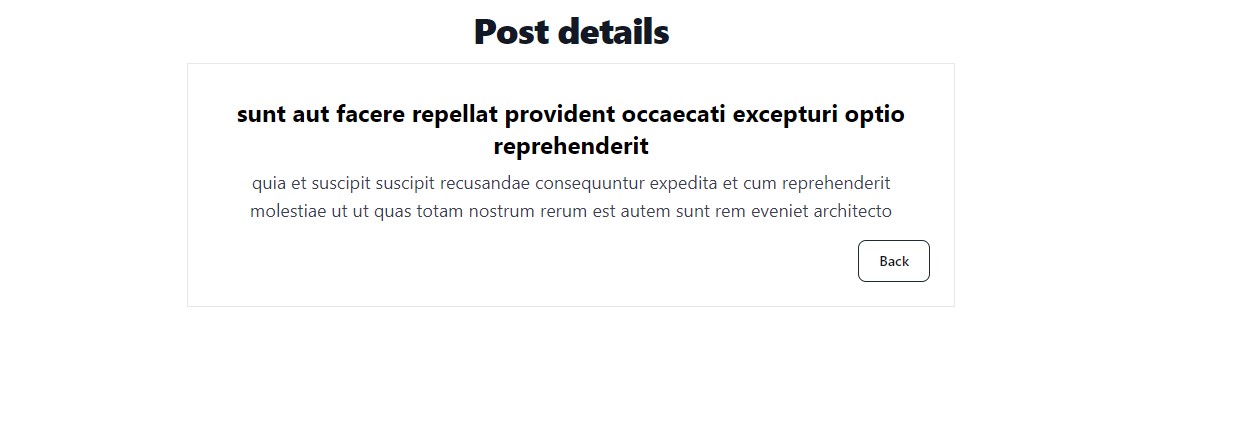 Post details
sunt aut facere repellat provident occaecati excepturi optio
reprehenderit
quia et suscipit suscipit recusandae consequuntur expedita et cum reprehenderit
molestiae ut ut quas totam nostrum rerum est autem sunt rem eveniet architecto
Back